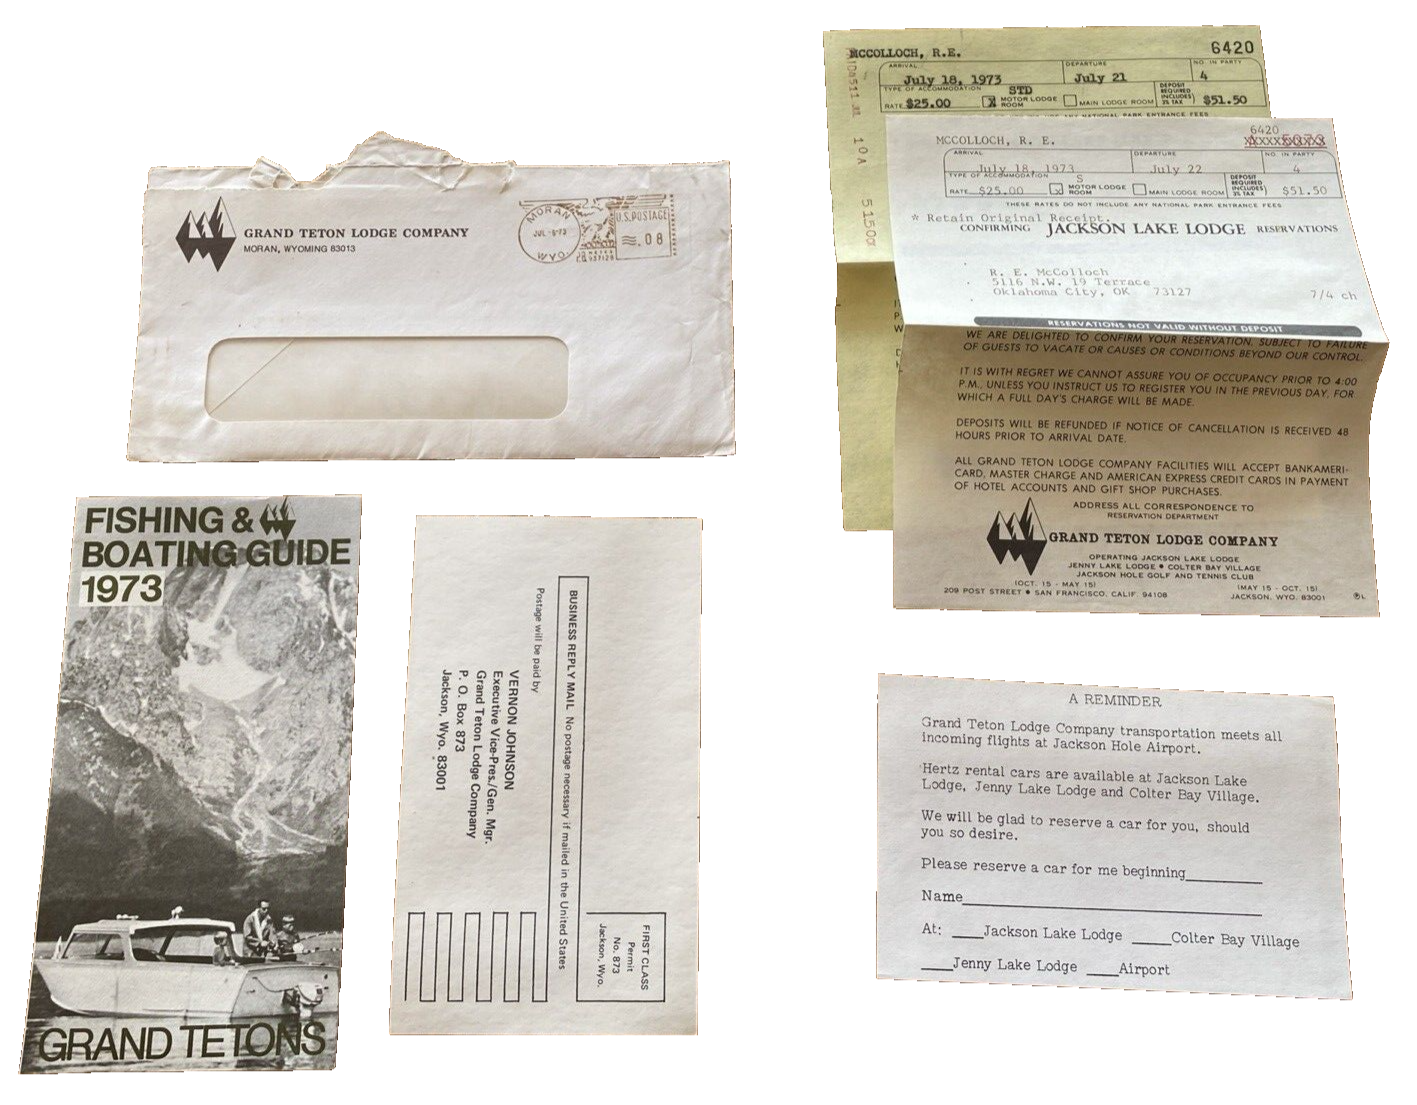 GRAND TETON LODGE COMPANY
MORAN, WYOMING 83013
MORAN
JUL -9 73
WYO.
U.S. POSTAGE
.08
MCCOLLOCH, R.E.
6420
ARRIVAL
DEPARTURE
NO. IN PARTY
July 18, 1973
July 21
4
TYPE OF ACCOMMODATION
STD
RATE $25.00
X MOTOR LODGE ROOM
MAIN LODGE ROOM
DEPOSIT REQUIRED INCLUDES 3% TAX
$51.50
10A
MCCOLLOCH, R. E.
6420
ARRIVAL
DEPARTURE
NO. IN PARTY
July 18, 1973
July 22
4
TYPE OF ACCOMMODATION
S
RATE $25.00
x MOTOR LODGE ROOM
MAIN LODGE ROOM
DEPOSIT REQUIRED INCLUDES 3% TAX
$51.50
THESE RATES DO NOT INCLUDE ANY NATIONAL PARK ENTRANCE FEES
* Retain Original Receipt.
CONFIRMING JACKSON LAKE LODGE RESERVATIONS
R. E. McColloch
5116 N.W. 19 Terrace
Oklahoma City, OK 73127
7/4 ch
RESERVATIONS NOT VALID WITHOUT DEPOSIT
WE ARE DELIGHTED TO CONFIRM YOUR RESERVATION. SUBJECT TO FAILURE
OF GUESTS TO VACATE OR CAUSES OR CONDITIONS BEYOND OUR CONTROL.
IT IS WITH REGRET WE CANNOT ASSURE YOU OF OCCUPANCY PRIOR TO 4:00
P.M., UNLESS YOU INSTRUCT US TO REGISTER YOU IN THE PREVIOUS DAY, FOR
WHICH A FULL DAY'S CHARGE WILL BE MADE.
DEPOSITS WILL BE REFUNDED IF NOTICE OF CANCELLATION IS RECEIVED 48
HOURS PRIOR TO ARRIVAL DATE.
ALL GRAND TETON LODGE COMPANY FACILITIES WILL ACCEPT BANKAMERI-
CARD, MASTER CHARGE AND AMERICAN EXPRESS CREDIT CARDS IN PAYMENT
OF HOTEL ACCOUNTS AND GIFT SHOP PURCHASES.
ADDRESS ALL CORRESPONDENCE TO
RESERVATION DEPARTMENT
GRAND TETON LODGE COMPANY
OPERATING JACKSON LAKE LODGE
JENNY LAKE LODGE • COLTER BAY VILLAGE
JACKSON HOLE GOLF AND TENNIS CLUB
(OCT. 15 - MAY 15)
209 POST STREET • SAN FRANCISCO, CALIF. 94108
(MAY 15 - OCT. 15)
JACKSON, WYO. 83001
FISHING &
BOATING GUIDE
1973
GRAND TETONS
FIRST CLASS
Permit
No. 873
Jackson, Wyo.
BUSINESS REPLY MAIL No postage necessary if mailed in the United States
Postage will be paid by
VERNON JOHNSON
Executive Vice-Pres./Gen. Mgr.
Grand Teton Lodge Company
P. O. Box 873
Jackson, Wyo. 83001
A REMINDER
Grand Teton Lodge Company transportation meets all
incoming flights at Jackson Hole Airport.
Hertz rental cars are available at Jackson Lake
Lodge, Jenny Lake Lodge and Colter Bay Village.
We will be glad to reserve a car for you, should
you so desire.
Please reserve a car for me beginning
Name
At: Jackson Lake Lodge Colter Bay Village
Jenny Lake Lodge Airport